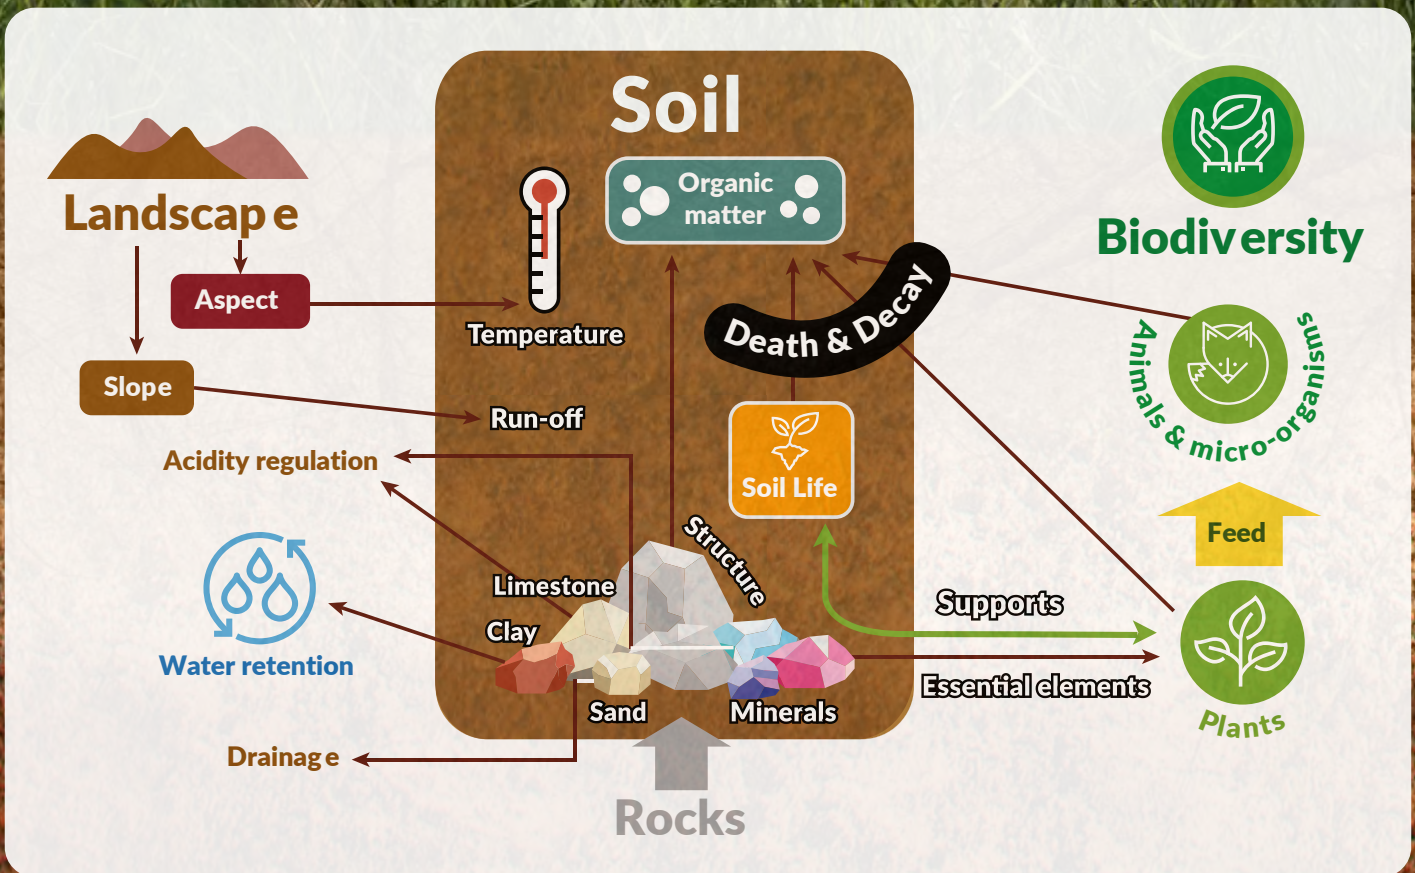 Soil
Organic
matter
Landscape
Biodiversity
Aspect
Temperature
Death & Decay
Animals & micro-organisms
Slope
Run-off
Acidity regulation
Soil Life
Feed
Structure
Limestone
Clay
Supports
Water retention
Essential elements
Sand
Minerals
Plants
Drainage
Rocks